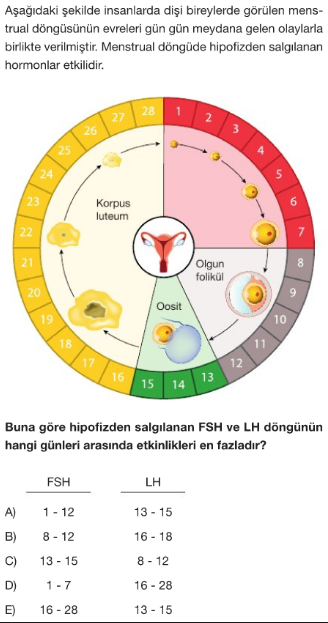 Aşağıdaki şekilde insanlarda dişi bireylerde görülen mens-
trual döngüsünün evreleri gün gün meydana gelen olaylarla
birlikte verilmiştir. Menstrual döngüde hipofizden salgılanan
hormonlar etkilidir.
28 1
27 2
26 3
25 4
24 5
23 6
22 7
21 8
20 9
19 10
18 11
17 12
16 15 14 13
Korpus
luteum
Olgun
folikül
Oosit
Buna göre hipofizden salgılanan FSH ve LH döngünün
hangi günleri arasında etkinlikleri en fazladır?
FSH LH
A) 1 - 12 13 - 15
B) 8 - 12 16 - 18
C) 13 - 15 8 - 12
D) 1 - 7 16 - 28
E) 16 - 28 13 - 15